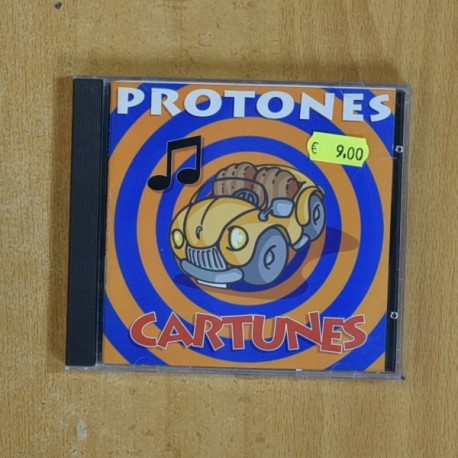 PROTONES
€ 9,00
CARTUNES